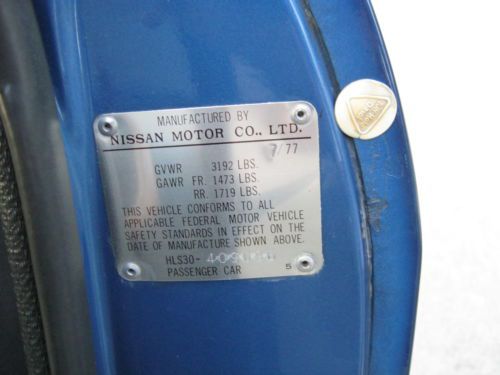 MANUFACTURED BY
NISSAN MOTOR CO., LTD.
7/77
GVWR 3192 LBS.
GAWR FR. 1473 LBS.
RR. 1719 LBS.
THIS VEHICLE CONFORMS TO ALL
APPLICABLE FEDERAL MOTOR VEHICLE
SAFETY STANDARDS IN EFFECT ON THE
DATE OF MANUFACTURE SHOWN ABOVE.
HLS30-
PASSENGER CAR 5